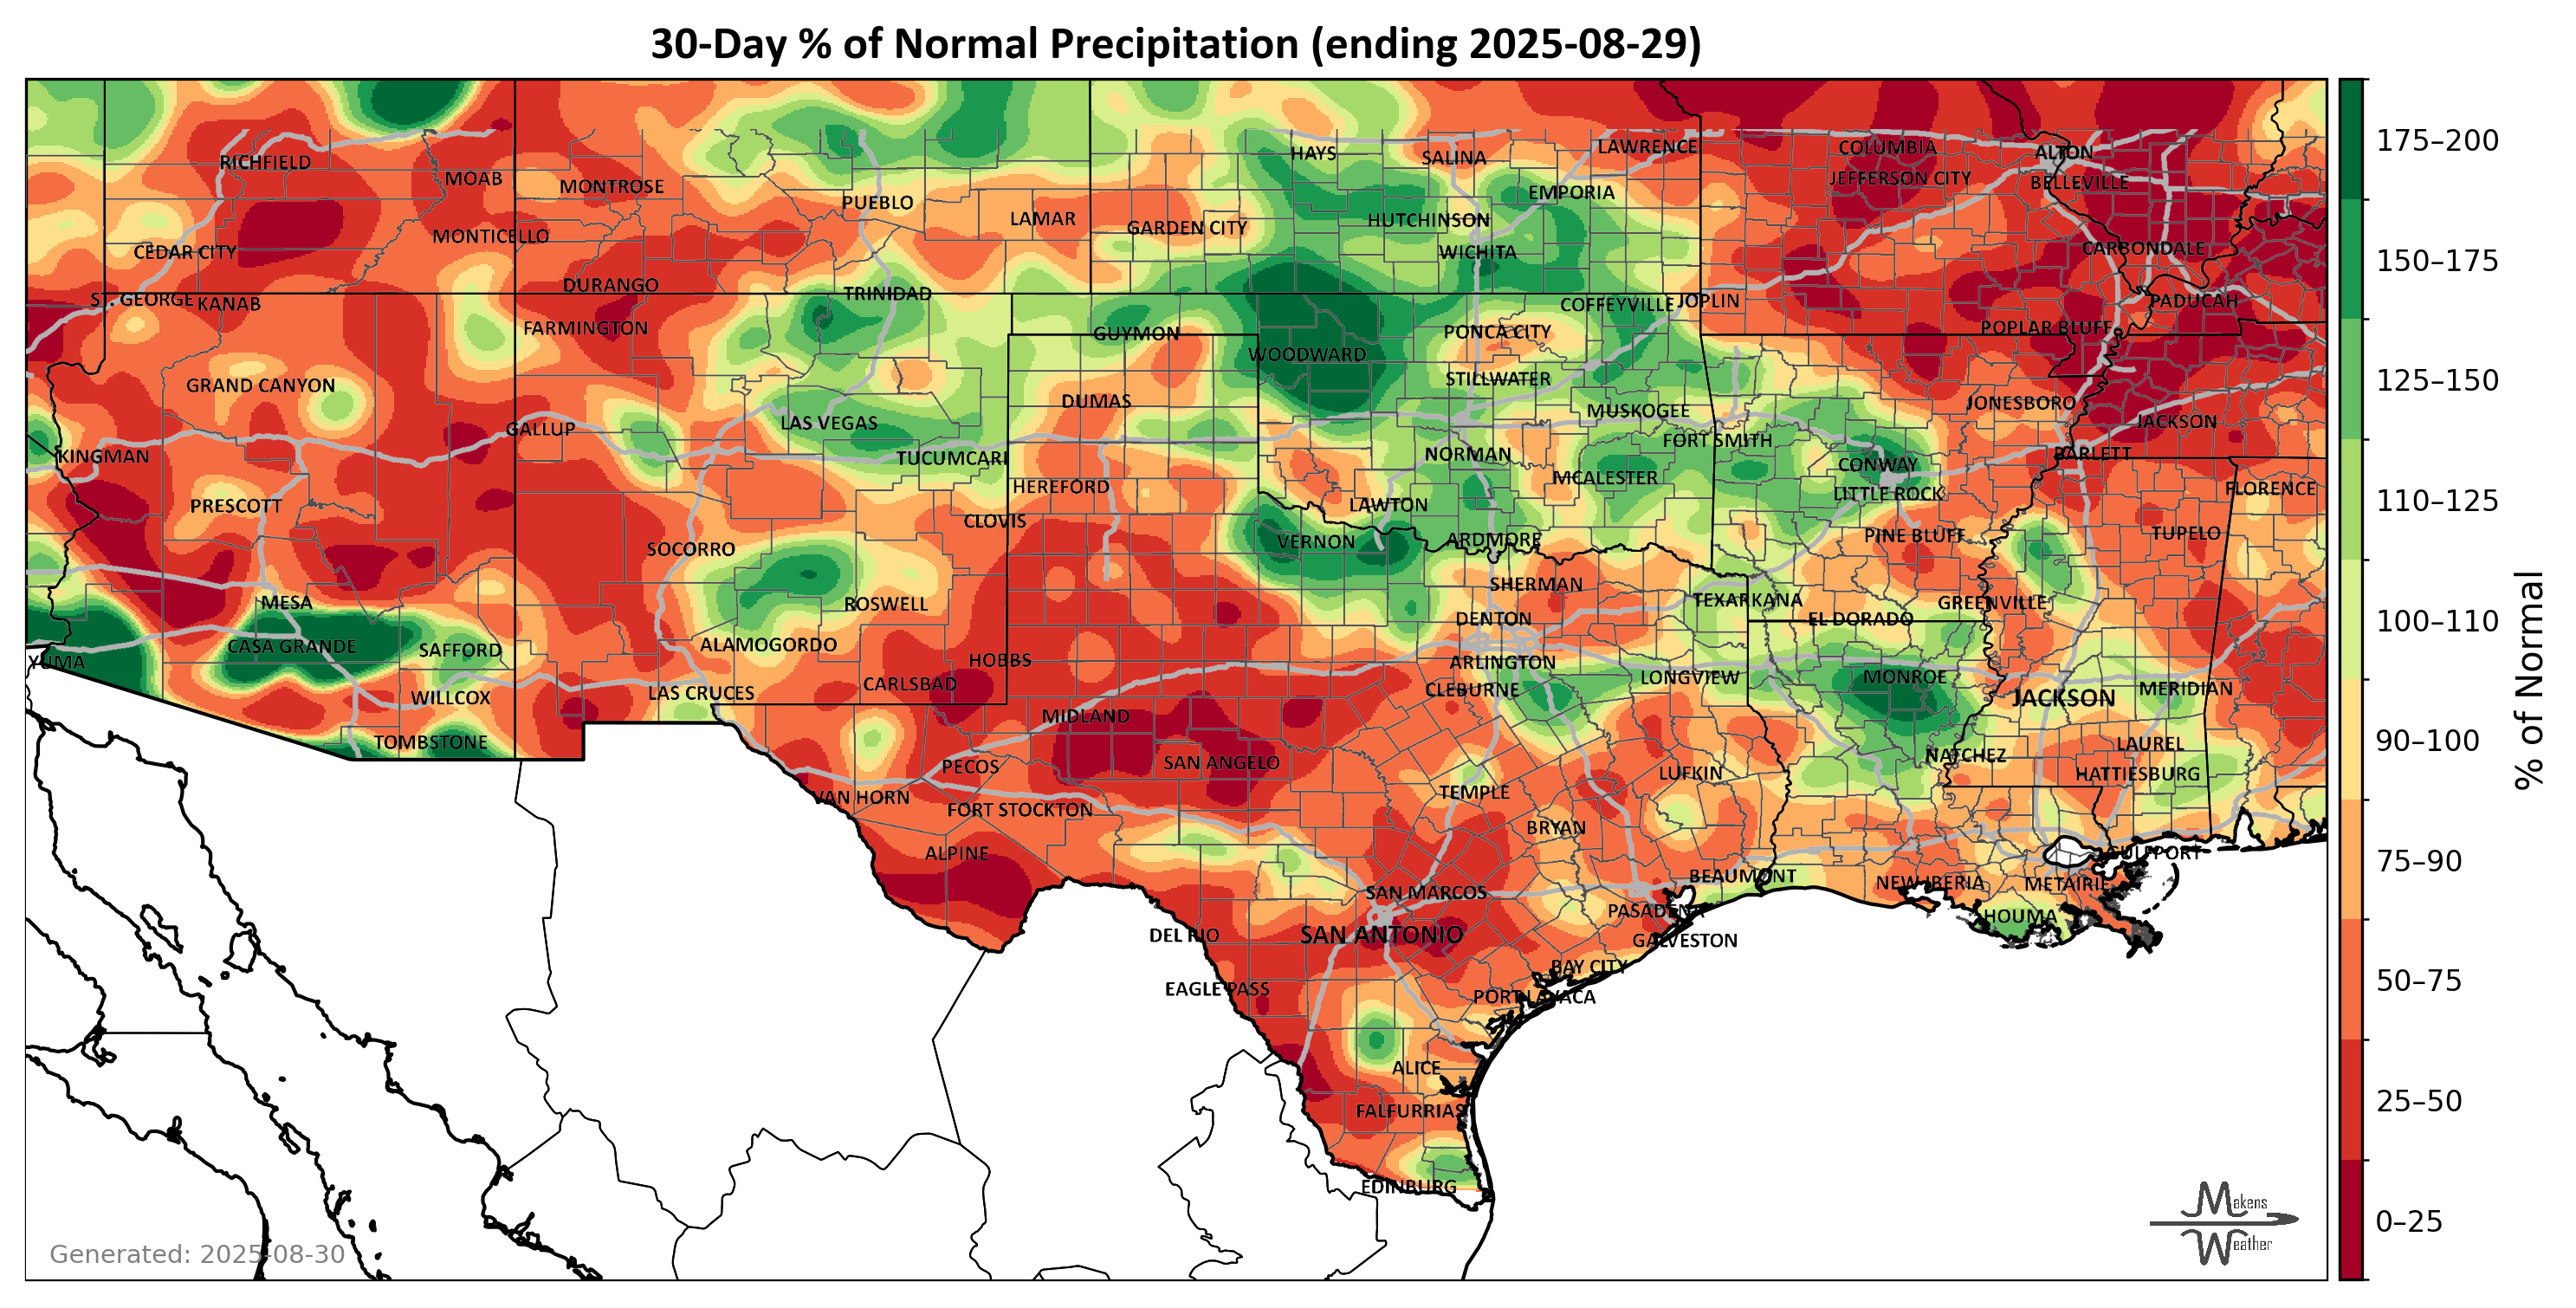 30-Day % of Normal Precipitation (ending 2025-08-29)
HAYS
SALINA
LAWRENCE
COLUMBIA
ALTON
RICHFIELD
MOAB
MONTROSE
JEFFERSON CITY
BELLEVILLE
PUEBLO
EMPORIA
LAMAR
GARDEN CITY
HUTCHINSON
MONTICELLO
CEDAR CITY
WICHITA
CARBONDALE
DURANGO
TRINIDAD
ST. GEORGE
KANAB
COFFEYVILLE
JOPLIN
PADUCAH
FARMINGTON
GUYMON
PONCA CITY
POPLAR BLUFF
WOODWARD
GRAND CANYON
STILLWATER
DUMAS
MUSKOGEE
JONESBORO
LAS VEGAS
JACKSON
GALLUP
FORT SMITH
KINGMAN
TUCUMCARI
NORMAN
BARLETT
CONWAY
HEREFORD
MCALESTER
LITTLE ROCK
FLORENCE
PRESCOTT
LAWTON
CLOVIS
PINE BLUFF
TUPELO
SOCORRO
VERNON
ARDMORE
SHERMAN
MESA
ROSWELL
TEXARKANA
GREENVILLE
DENTON
EL DORADO
CASA GRANDE
SAFFORD
ALAMOGORDO
YUMA
HOBBS
ARLINGTON
LONGVIEW
MONROE
WILLCOX
LAS CRUCES
CARLSBAD
CLEBURNE
JACKSON
MERIDIAN
MIDLAND
TOMBSTONE
LAUREL
PECOS
SAN ANGELO
NATCHEZ
LUFKIN
HATTIESBURG
VAN HORN
FORT STOCKTON
TEMPLE
BRYAN
ALPINE
GULFPORT
BEAUMONT
SAN MARCOS
NEW IBERIA
METAIRIE
PASADENA
HOUMA
DEL RIO
SAN ANTONIO
GALVESTON
BAY CITY
EAGLE PASS
PORT LAVACA
ALICE
FALFURRIAS
EDINBURG
Generated: 2025-08-30
Makens
Weather
175–200
150–175
125–150
110–125
100–110
90–100
75–90
50–75
25–50
0–25
% of Normal